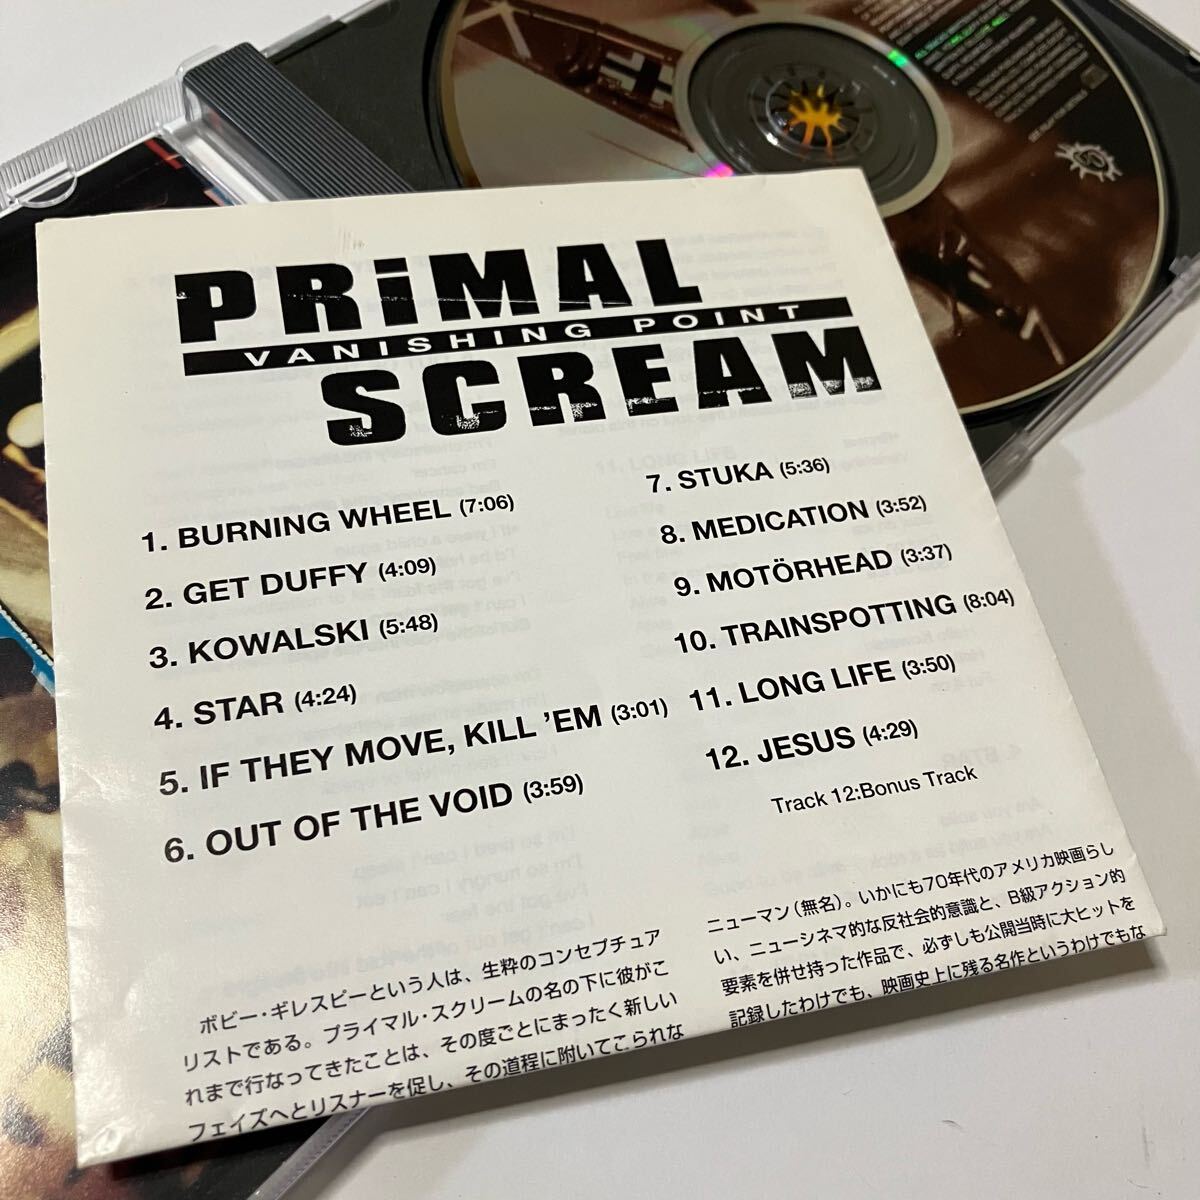 PRiMAL
VANISHING POINT
SCREAM
1. BURNING WHEEL (7:06)
2. GET DUFFY (4:09)
3. KOWALSKI (5:48)
4. STAR (4:24)
5. IF THEY MOVE, KILL 'EM (3:01)
6. OUT OF THE VOID (3:59)
7. STUKA (5:36)
8. MEDICATION (3:52)
9. MOTÖRHEAD (3:37)
10. TRAINSPOTTING (8:04)
11. LONG LIFE (3:50)
12. JESUS (4:29)
Track 12:Bonus Track
ボビー・ギレスピーという人は、生粋のコンセプチュア
リストである。プライマル・スクリームの名の下に彼がこ
れまで行なってきたことは、その度ごとにまったく新しい
フェイズへとリスナーを促し、その道程に附いてこられな
ニューマン(無名)。いかにも70年代のアメリカ映画らし
い、ニューシネマ的な反社会的意識と、B級アクション的
要素を併せ持った作品で、必ずしも公開当時に大ヒットを
記録したわけでも、映画史上に残る名作というわけでもな